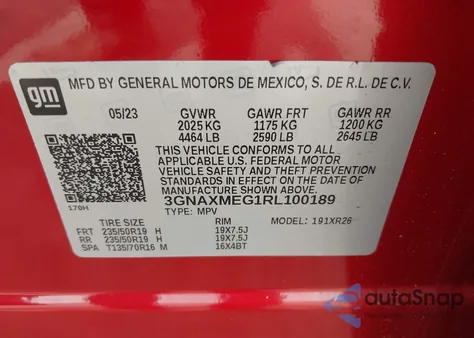 gm
MFD BY GENERAL MOTORS DE MEXICO, S. DE R.L. DE C.V.
05/23 GVWR GAWR FRT GAWR RR
2025 KG 1175 KG 1200 KG
4464 LB 2590 LB 2645 LB
THIS VEHICLE CONFORMS TO ALL
APPLICABLE U.S. FEDERAL MOTOR
VEHICLE SAFETY AND THEFT PREVENTION
STANDARDS IN EFFECT ON THE DATE OF
MANUFACTURE SHOWN ABOVE.
170H 3GNAXMEG1RL100189
TYPE: MPV MODEL: 191XR26
TIRE SIZE RIM
FRT 235/50R19 H 19X7.5J
RR 235/50R19 H 19X7.5J
SPA T135/70R16 M 16X4BT
autoSnap